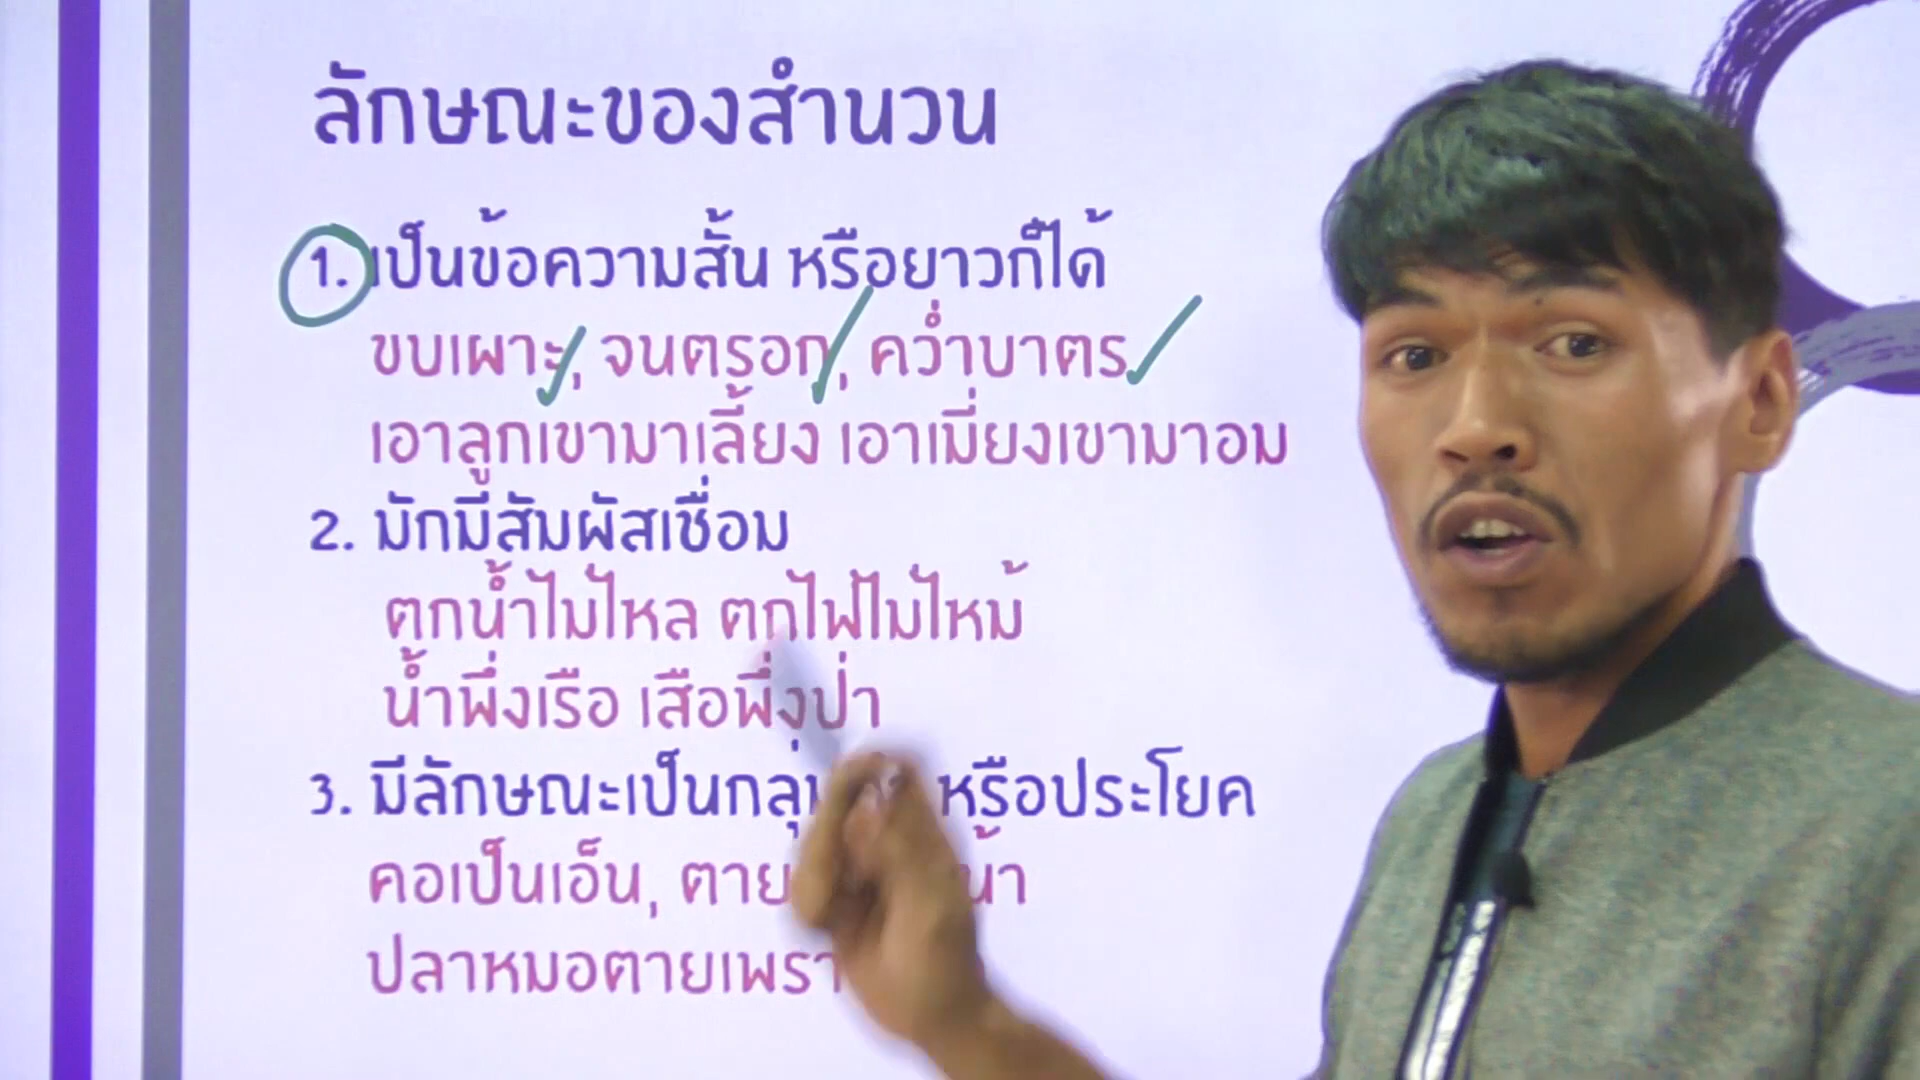 ลักษณะของสำนวน
1. เป็นข้อความสั้น หรือยาวก็ได้
ขบเผาะ, จนตรอก, คว่ำบาตร
เอาลูกเขามาเลี้ยง เอาเมี่ยงเขามาอม
2. มักมีสัมผัสเชื่อม
ตกน้ำไม่ไหล ตกไฟไม่ไหม้
น้ำพึ่งเรือ เสือพึ่งป่า
3. มีลักษณะเป็น หรือประโยค
คอเป็นเอ็น, ตาย
ปลาหมอตาย